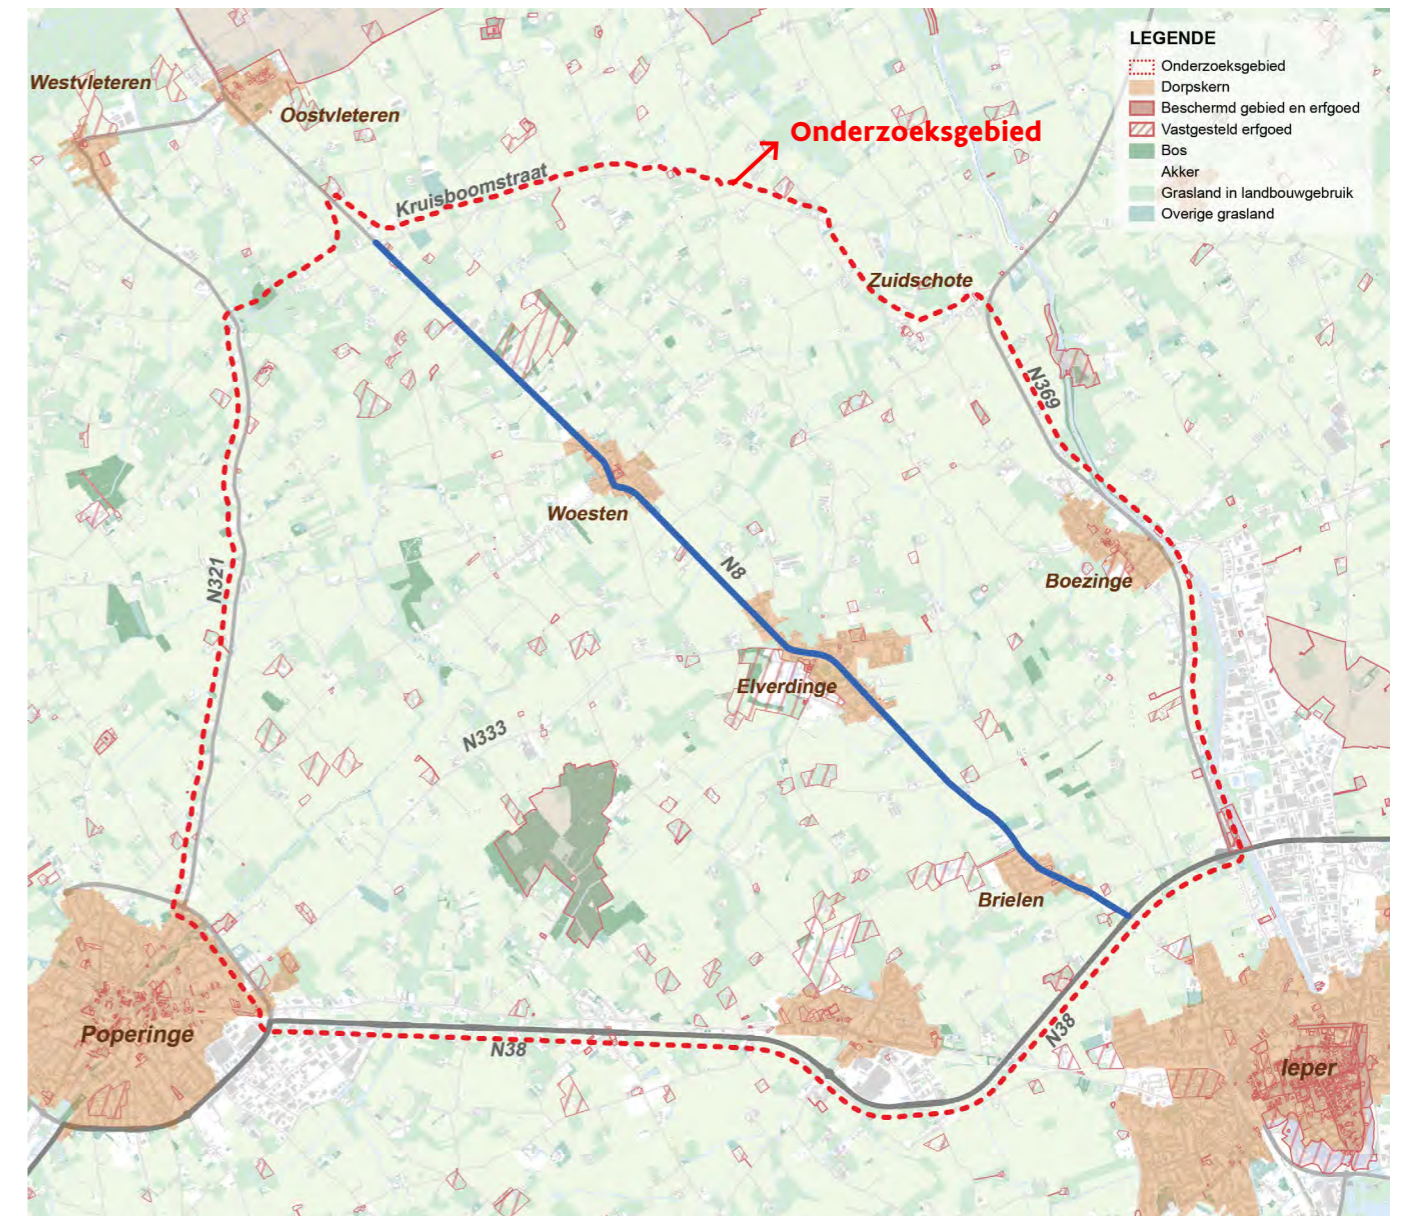 LEGENDE
Onderzoeksgebied
Dorpskern
Beschermd gebied en erfgoed
Vastgesteld erfgoed
Bos
Akker
Grasland in landbouwgebruik
Overige grasland
Westvleteren
Oostvleteren
Onderzoeksgebied
Kruisboomstraat
Zuidschote
N369
Woesten
N8
N321
Boezinge
Elverdinge
N333
Brielen
Poperinge
N38
N38
Ieper